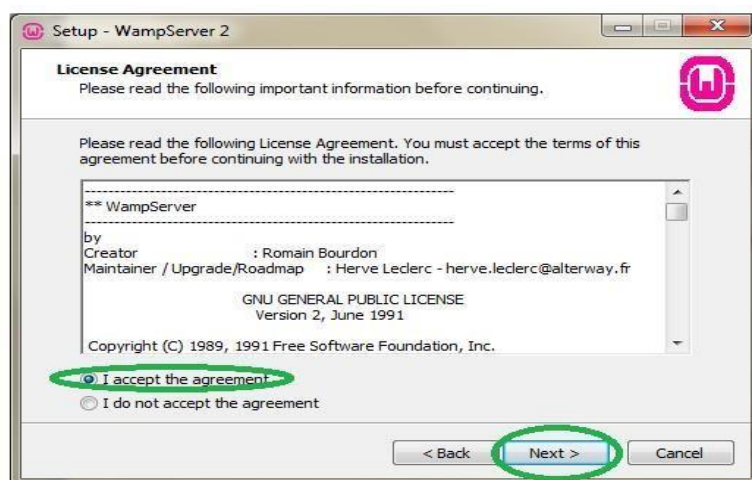 Setup - WampServer 2
License Agreement
Please read the following important information before continuing.
Please read the following License Agreement. You must accept the terms of this
agreement before continuing with the installation.
------------------------------------------------------------
** WampServer
------------------------------------------------------------
by
Creator : Romain Bourdon
Maintainer / Upgrade/Roadmap : Herve Leclerc - herve.leclerc@alterway.fr
GNU GENERAL PUBLIC LICENSE
Version 2, June 1991
Copyright (C) 1989, 1991 Free Software Foundation, Inc.
I accept the agreement
I do not accept the agreement
< Back Next > Cancel